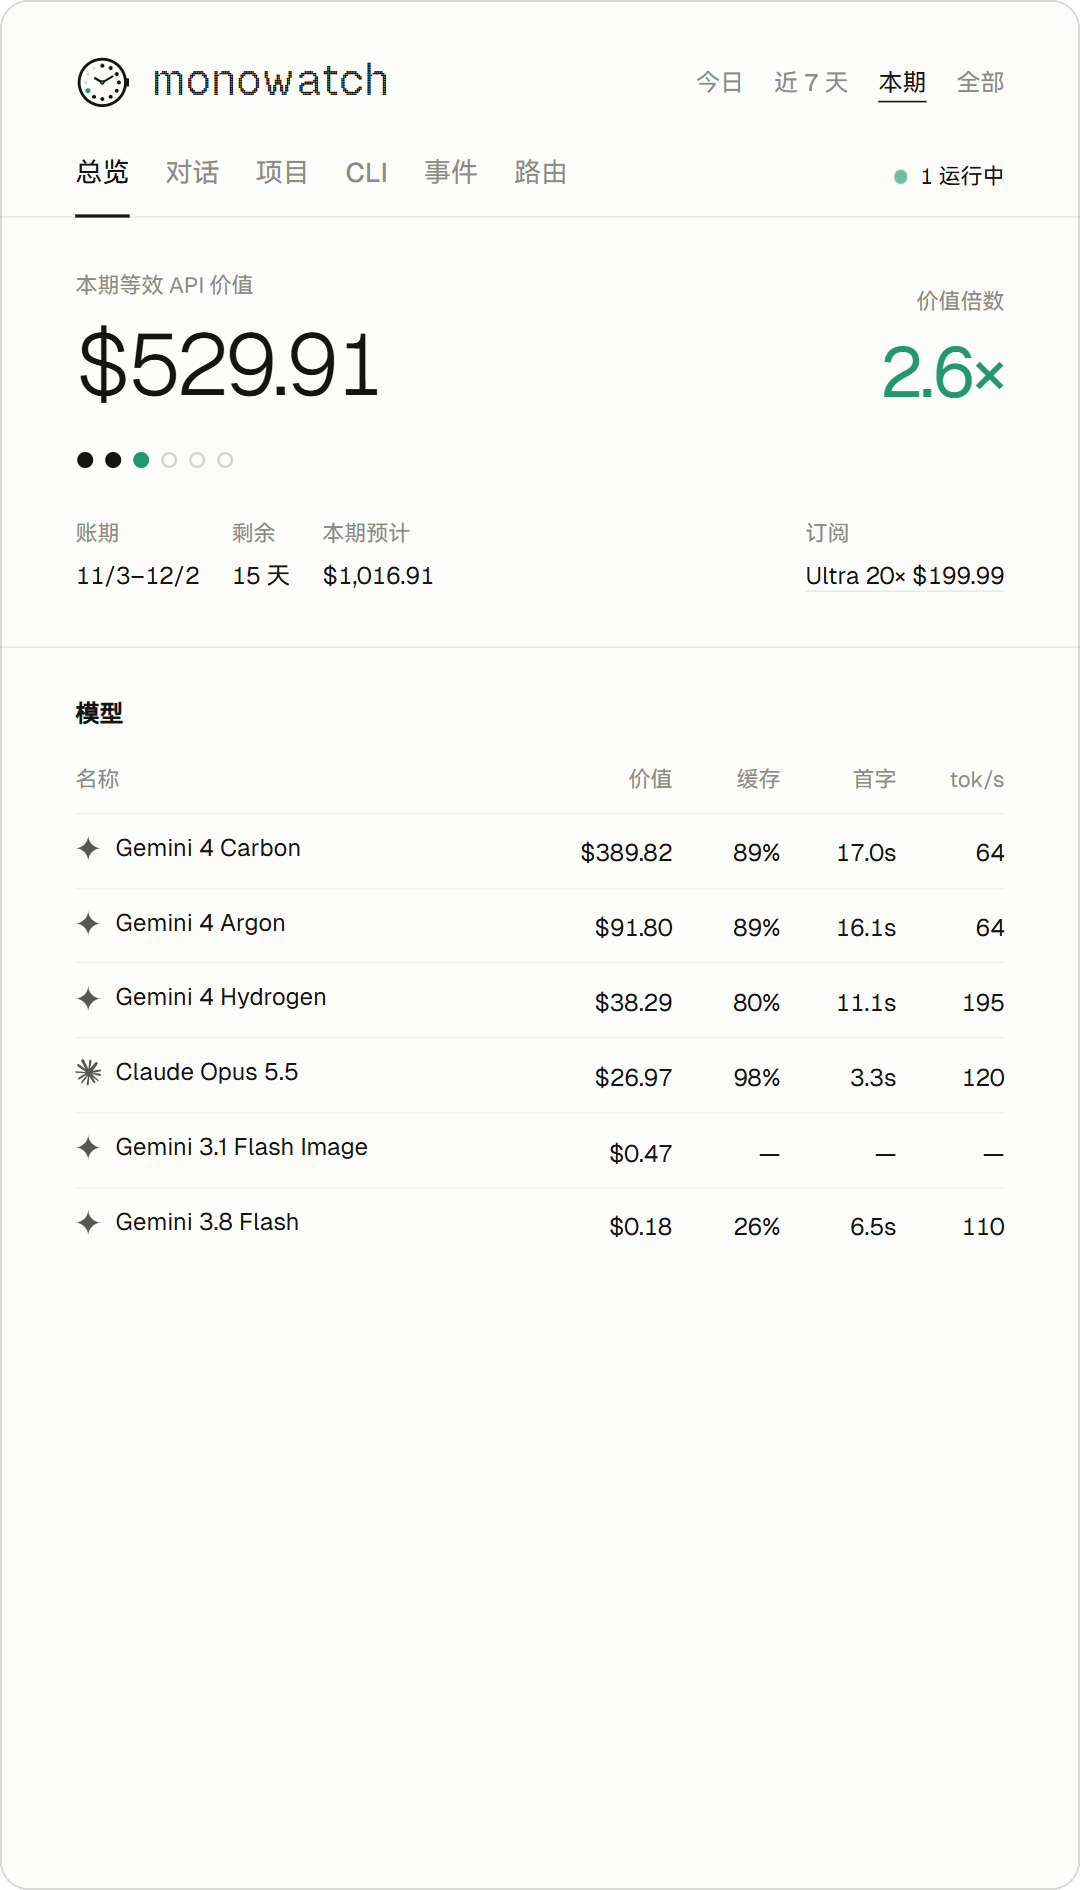 monowatch
今日 近 7 天 本期 全部
总览 对话 项目 CLI 事件 路由
1 运行中
本期等效 API 价值
价值倍数
$529.91
2.6×
账期 剩余 本期预计 订阅
11/3–12/2 15 天 $1,016.91 Ultra 20× $199.99
模型
名称 价值 缓存 首字 tok/s
Gemini 4 Carbon $389.82 89% 17.0s 64
Gemini 4 Argon $91.80 89% 16.1s 64
Gemini 4 Hydrogen $38.29 80% 11.1s 195
Claude Opus 5.5 $26.97 98% 3.3s 120
Gemini 3.1 Flash Image $0.47 — — —
Gemini 3.8 Flash $0.18 26% 6.5s 110